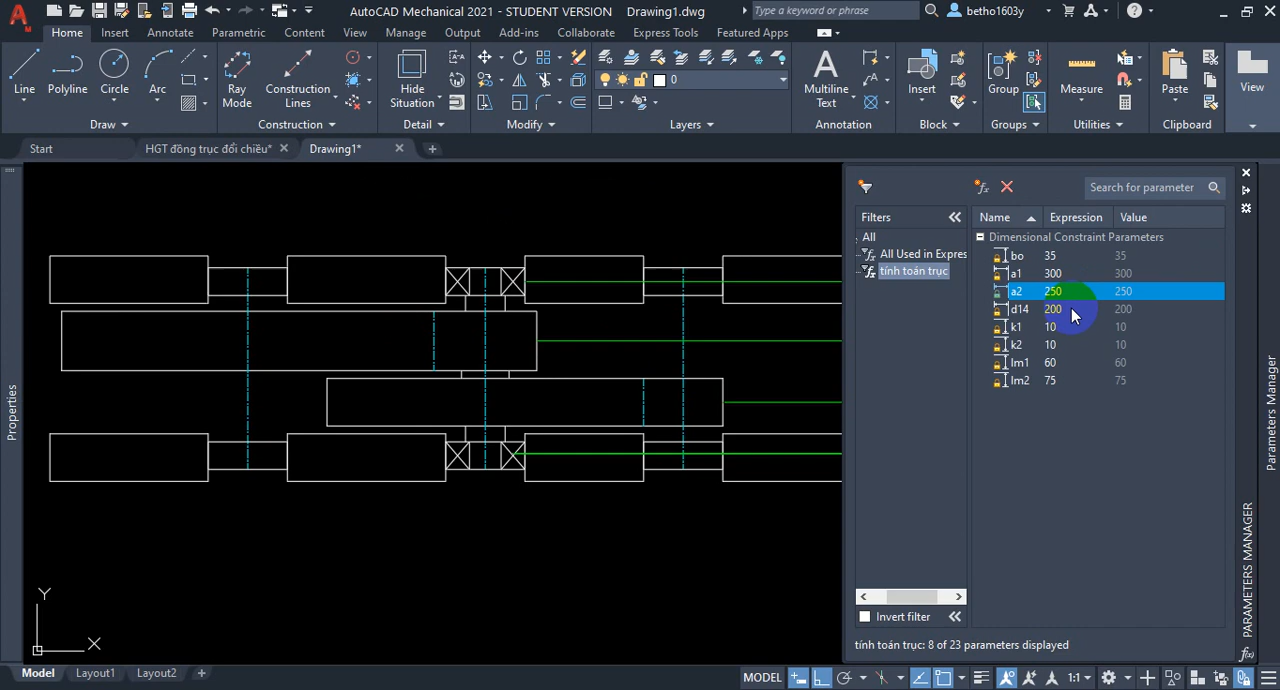 AutoCAD Mechanical 2021 - STUDENT VERSION Drawing1.dwg Type a keyword or phrase betho1603y
Home Insert Annotate Parametric Content View Manage Output Add-ins Collaborate Express Tools Featured Apps
Line Polyline Circle Arc Ray Mode Construction Lines Hide Situation 0 Multiline Text Insert Group Measure Paste View
Draw Construction Detail Modify Layers Annotation Block Groups Utilities Clipboard
Start HGT đồng trục đổi chiều* Drawing1*
Search for parameter
Filters Name Expression Value
All Dimensional Constraint Parameters
All Used in Expres bo 35 35
tính toán trục a1 300 300
a2 250 250
d14 200 200
k1 10 10
k2 10 10
lm1 60 60
lm2 75 75
Properties
Parameters Manager
PARAMETERS MANAGER
Y
X
Invert filter
tính toán trục: 8 of 23 parameters displayed
Model Layout1 Layout2 MODEL 1:1